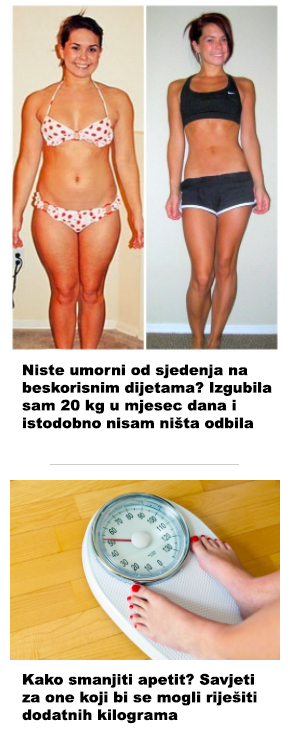 Niste umorni od sjedenja na
beskorisnim dijetama? Izgubila
sam 20 kg u mjesec dana i
istodobno nisam ništa odbila
Kako smanjiti apetit? Savjeti
za one koji bi se mogli riješiti
dodatnih kilograma